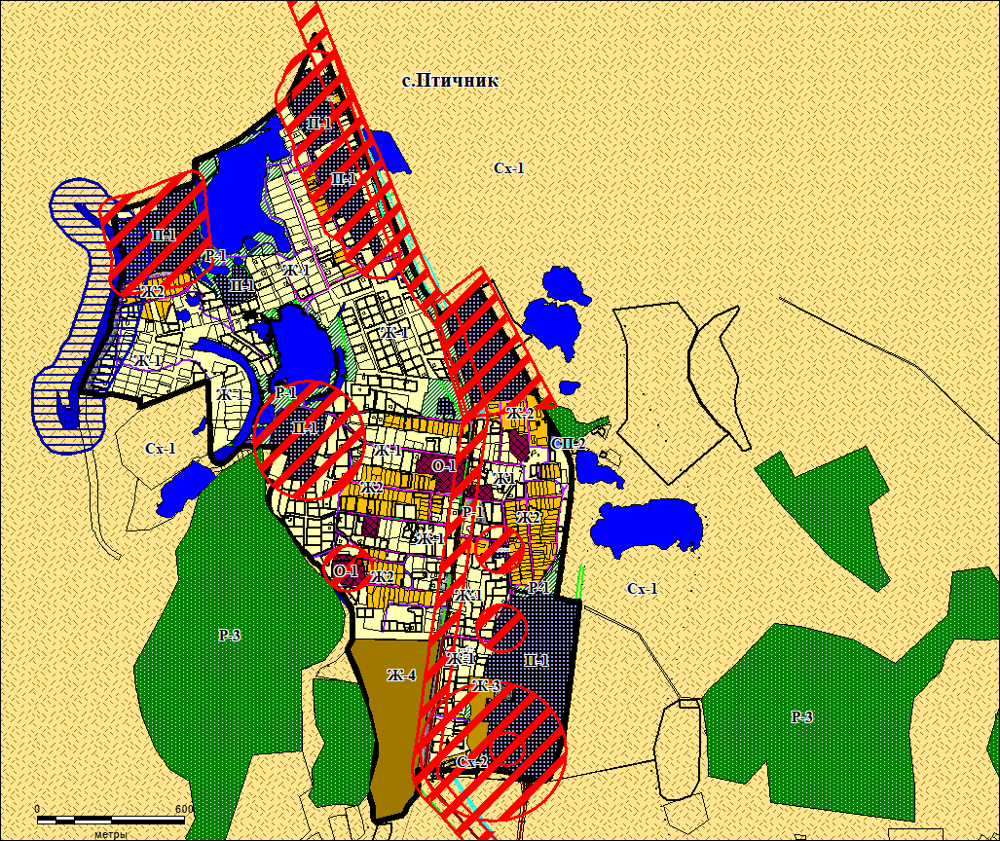 с.Птичник
П-1
Сх-1
П-1
П-1
Р-1
Ж-1
П-1
Ж2
Ж-1
Ж-1
Ж-1
Р-1
Ж-2
П-1
СП-2
Сх-1
Ж-1
О-1
Ж1
Ж2
Р-1
Ж2
Ж-1
О-1
Ж2
Р-1
Сх-1
Ж-1
Р-3
Ж-1
П-1
Ж-4
Ж-3
Р-3
Сх-2
0 600
метры